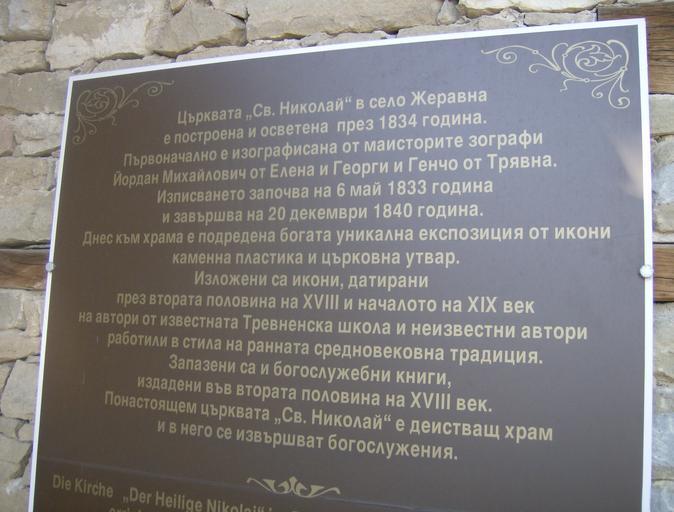 Църквата „Св. Николай“ в село Жеравна
е построена и осветена през 1834 година.
Първоначално е изографисана от маисторите зографи
Йордан Михайлович от Елена и Георги и Генчо от Трявна.
Изписването започва на 6 май 1833 година
и завършва на 20 декември 1840 година.
Днес към храма е подредена богата уникална експозиция от икони
каменна пластика и църковна утвар.
Изложени са икони, датирани
през втората половина на XVIII и началото на XIX век
на автори от известната Тревненска школа и неизвестни автори
работили в стила на ранната средновековна традиция.
Запазени са и богослужебни книги,
издадени във втората половина на XVIII век.
Понастоящем църквата „Св. Николай“ е деистващ храм
и в него се извършват богослужения.
Die Kirche „Der Heilige Nikolai“